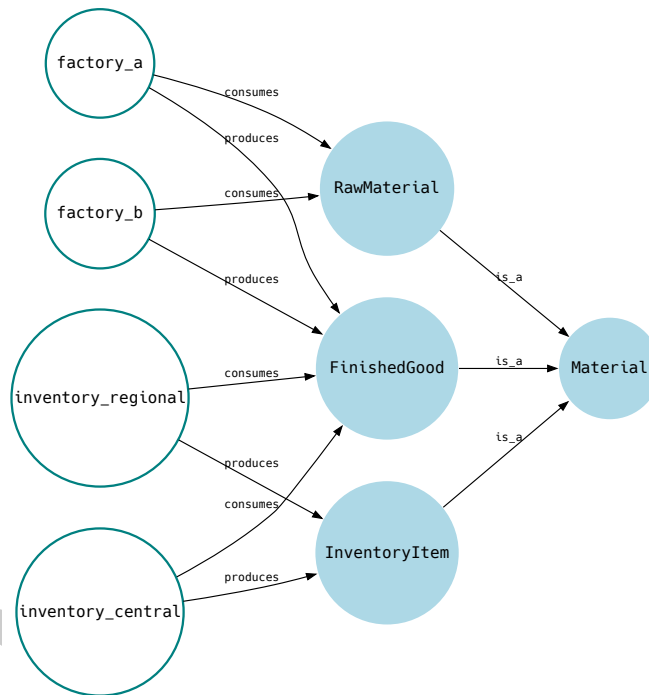 factory_a
consumes
produces
RawMaterial
consumes
factory_b
is_a
produces
FinishedGood
is_a
Material
consumes
inventory_regional
is_a
produces
consumes
InventoryItem
produces
inventory_central